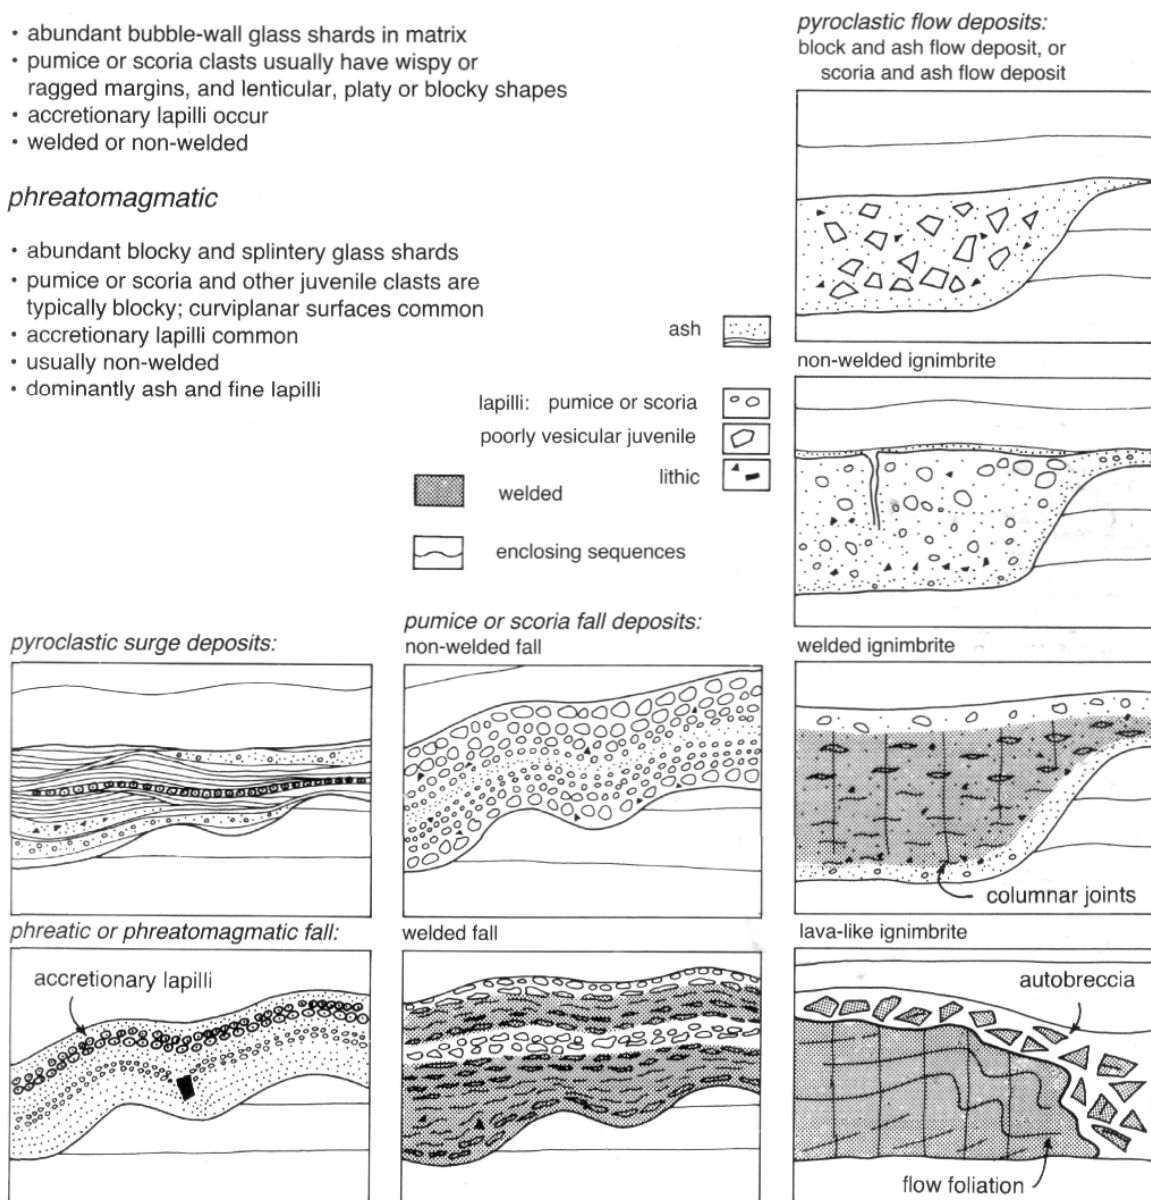 • abundant bubble-wall glass shards in matrix
• pumice or scoria clasts usually have wispy or
ragged margins, and lenticular, platy or blocky shapes
• accretionary lapilli occur
• welded or non-welded
phreatomagmatic
• abundant blocky and splintery glass shards
• pumice or scoria and other juvenile clasts are
typically blocky; curviplanar surfaces common
• accretionary lapilli common
• usually non-welded
• dominantly ash and fine lapilli
ash
lapilli: pumice or scoria
poorly vesicular juvenile
lithic
welded
enclosing sequences
pyroclastic flow deposits:
block and ash flow deposit, or
scoria and ash flow deposit
non-welded ignimbrite
pyroclastic surge deposits:
pumice or scoria fall deposits:
non-welded fall
welded ignimbrite
columnar joints
phreatic or phreatomagmatic fall:
accretionary lapilli
welded fall
lava-like ignimbrite
autobreccia
flow foliation